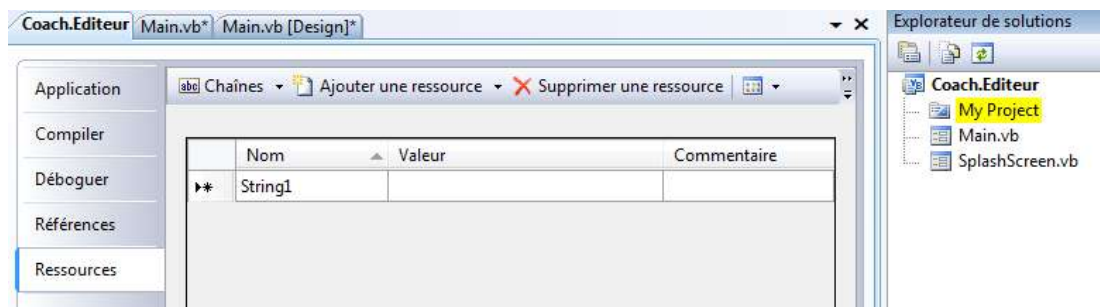 Coach.Editeur Main.vb* Main.vb [Design]*
Explorateur de solutions
Application
Compiler
Déboguer
Références
Ressources
abc Chaînes Ajouter une ressource Supprimer une ressource
Nom Valeur Commentaire
String1
Coach.Editeur
My Project
Main.vb
SplashScreen.vb